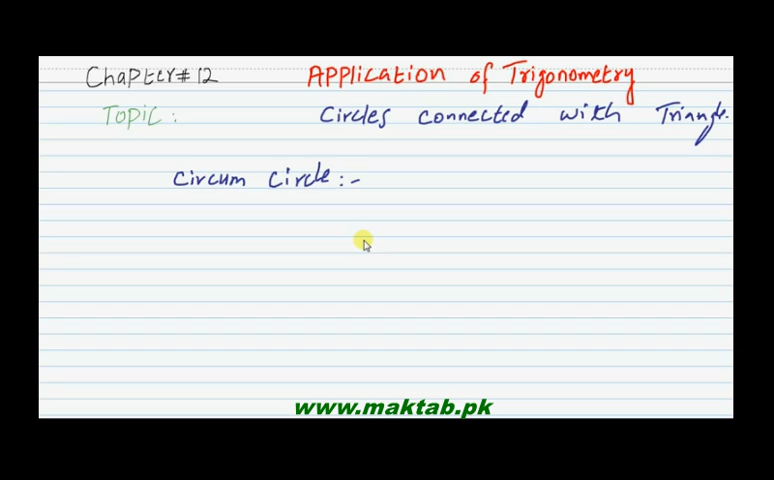 Chapter#12 Application of Trigonometry
Topic: Circles connected with Triangle.
Circum Circle:-
www.maktab.pk